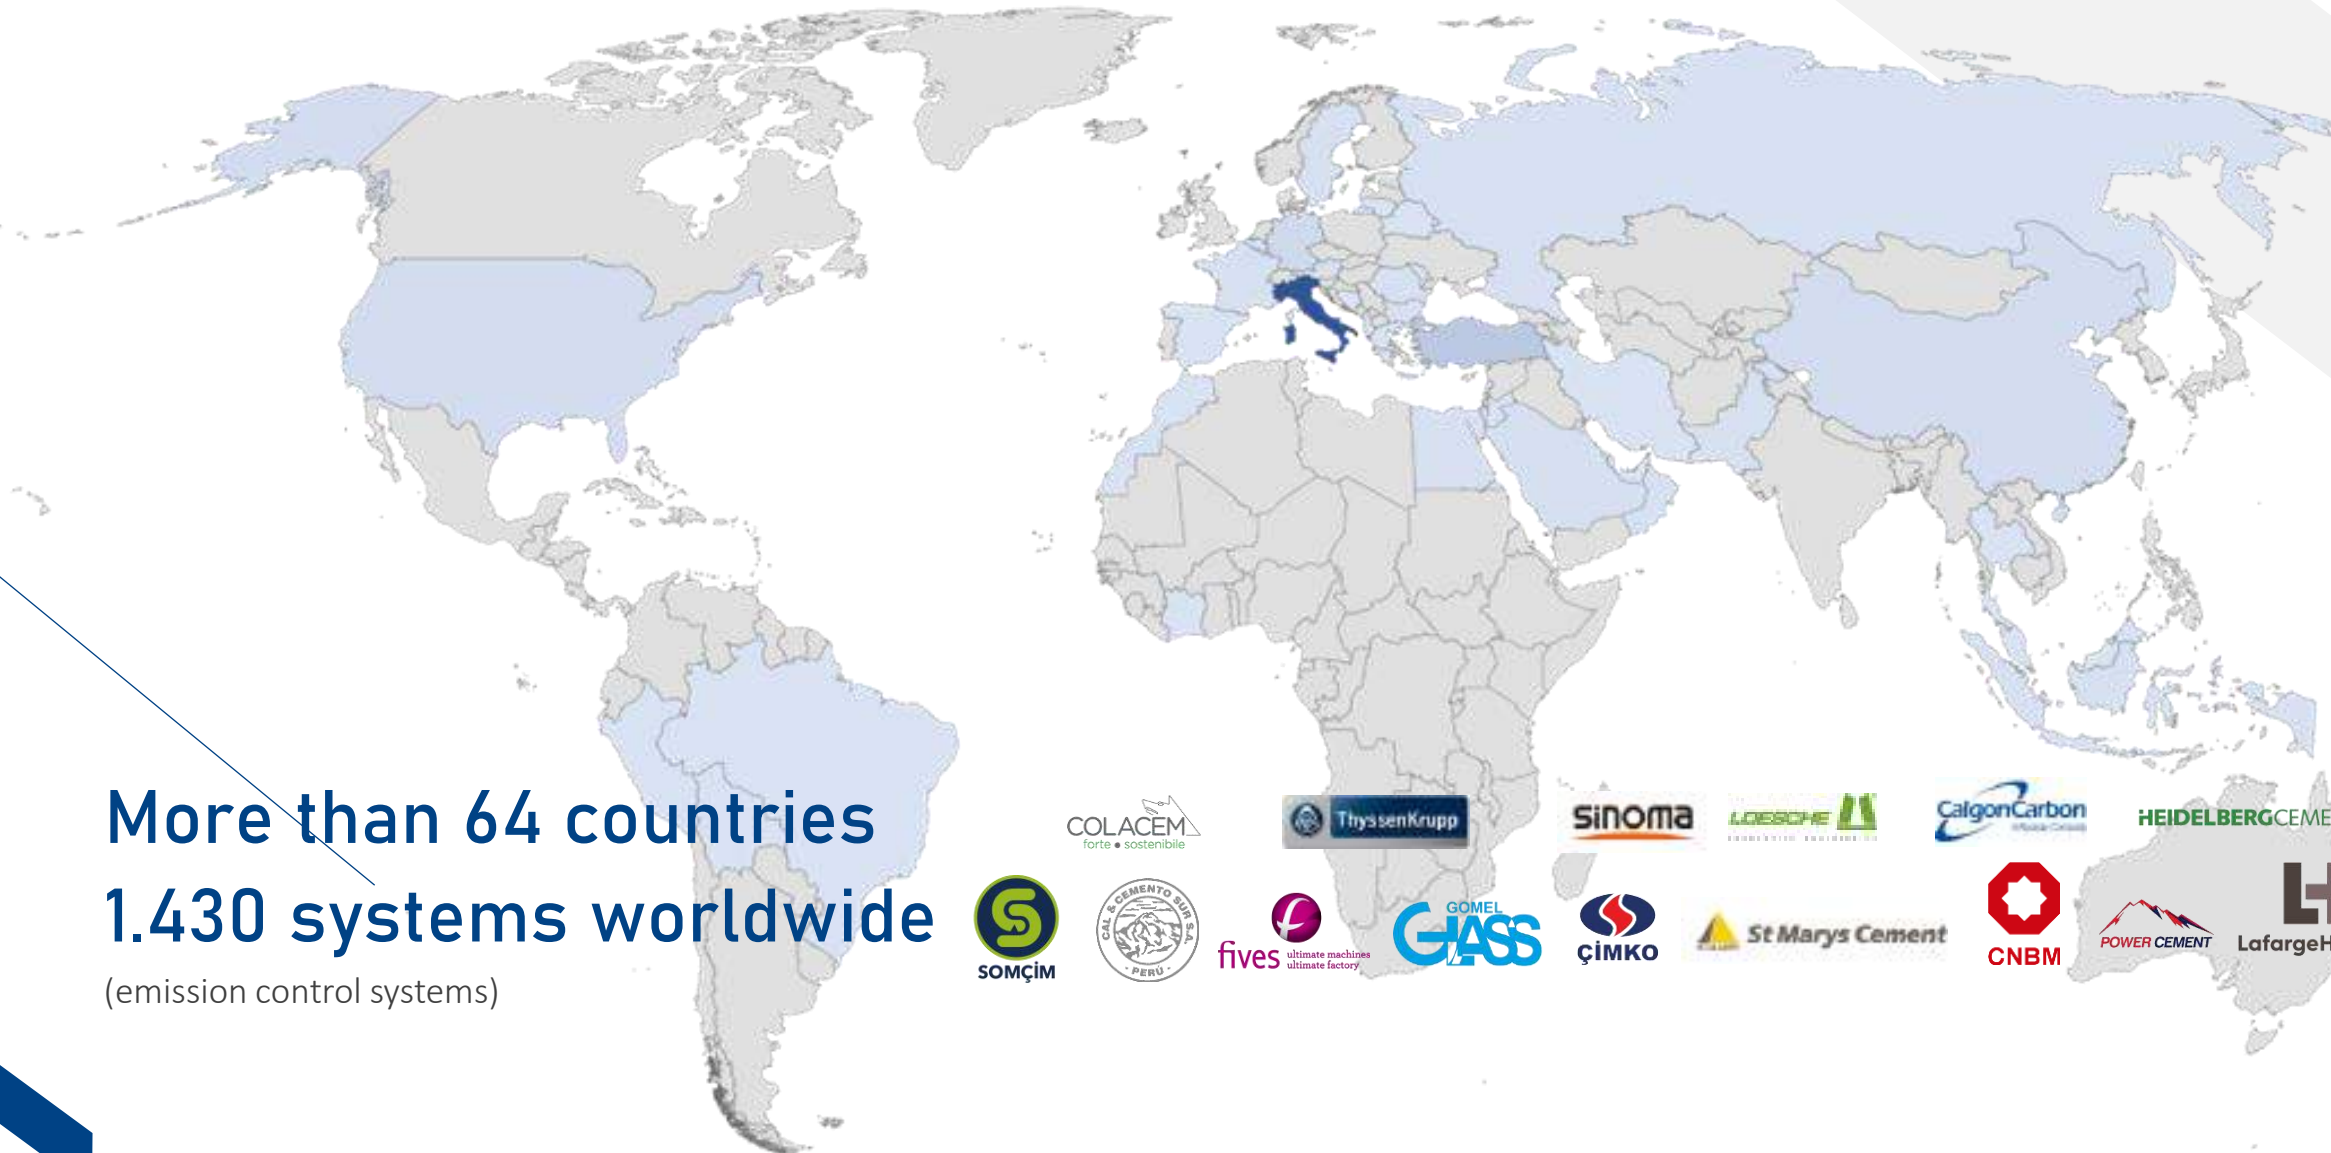 More than 64 countries
1.430 systems worldwide
(emission control systems)
COLACEM
forte • sostenibile
ThyssenKrupp
sinoma
LOESCHE
CalgonCarbon
HEIDELBERGCEME
SOMÇİM
CAL & CEMENTO SUR S.A.
· PERÚ ·
fives ultimate machines
ultimate factory
GOMEL
GLASS
ÇİMKO
St Marys Cement
CNBM
POWER CEMENT
LafargeH